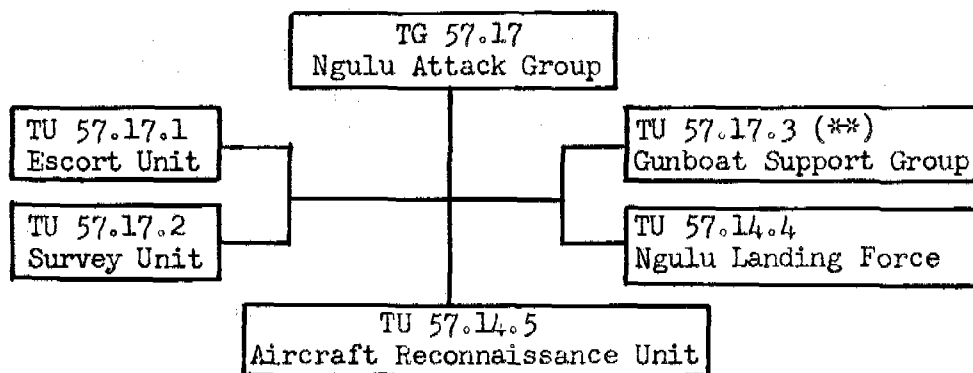 TG 57.17
Ngulu Attack Group
TU 57.17.1
Escort Unit
TU 57.17.2
Survey Unit
TU 57.17.3 (**)
Gunboat Support Group
TU 57.14.4
Ngulu Landing Force
TU 57.14.5
Aircraft Reconnaissance Unit